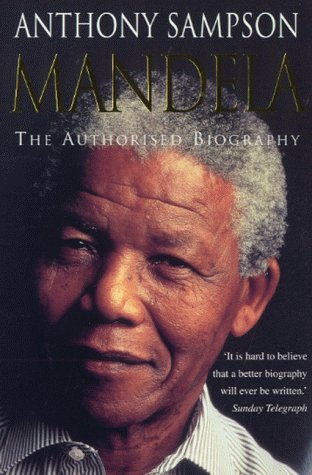 ANTHONY SAMPSON
MANDELA
THE AUTHORISED BIOGRAPHY
'It is hard to believe
that a better biography
will ever be written.'
Sunday Telegraph